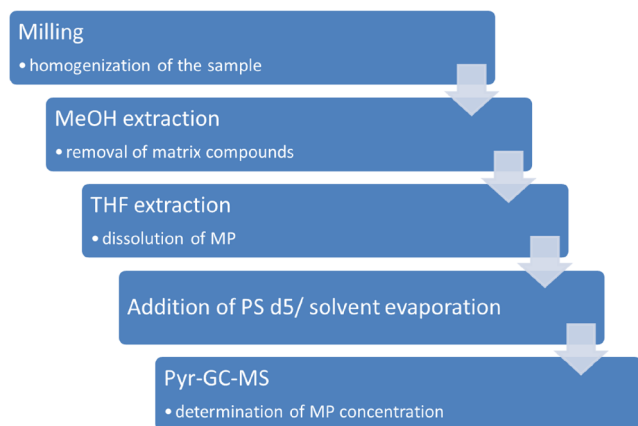 Milling
• homogenization of the sample
MeOH extraction
• removal of matrix compounds
THF extraction
• dissolution of MP
Addition of PS d5/ solvent evaporation
Pyr-GC-MS
• determination of MP concentration